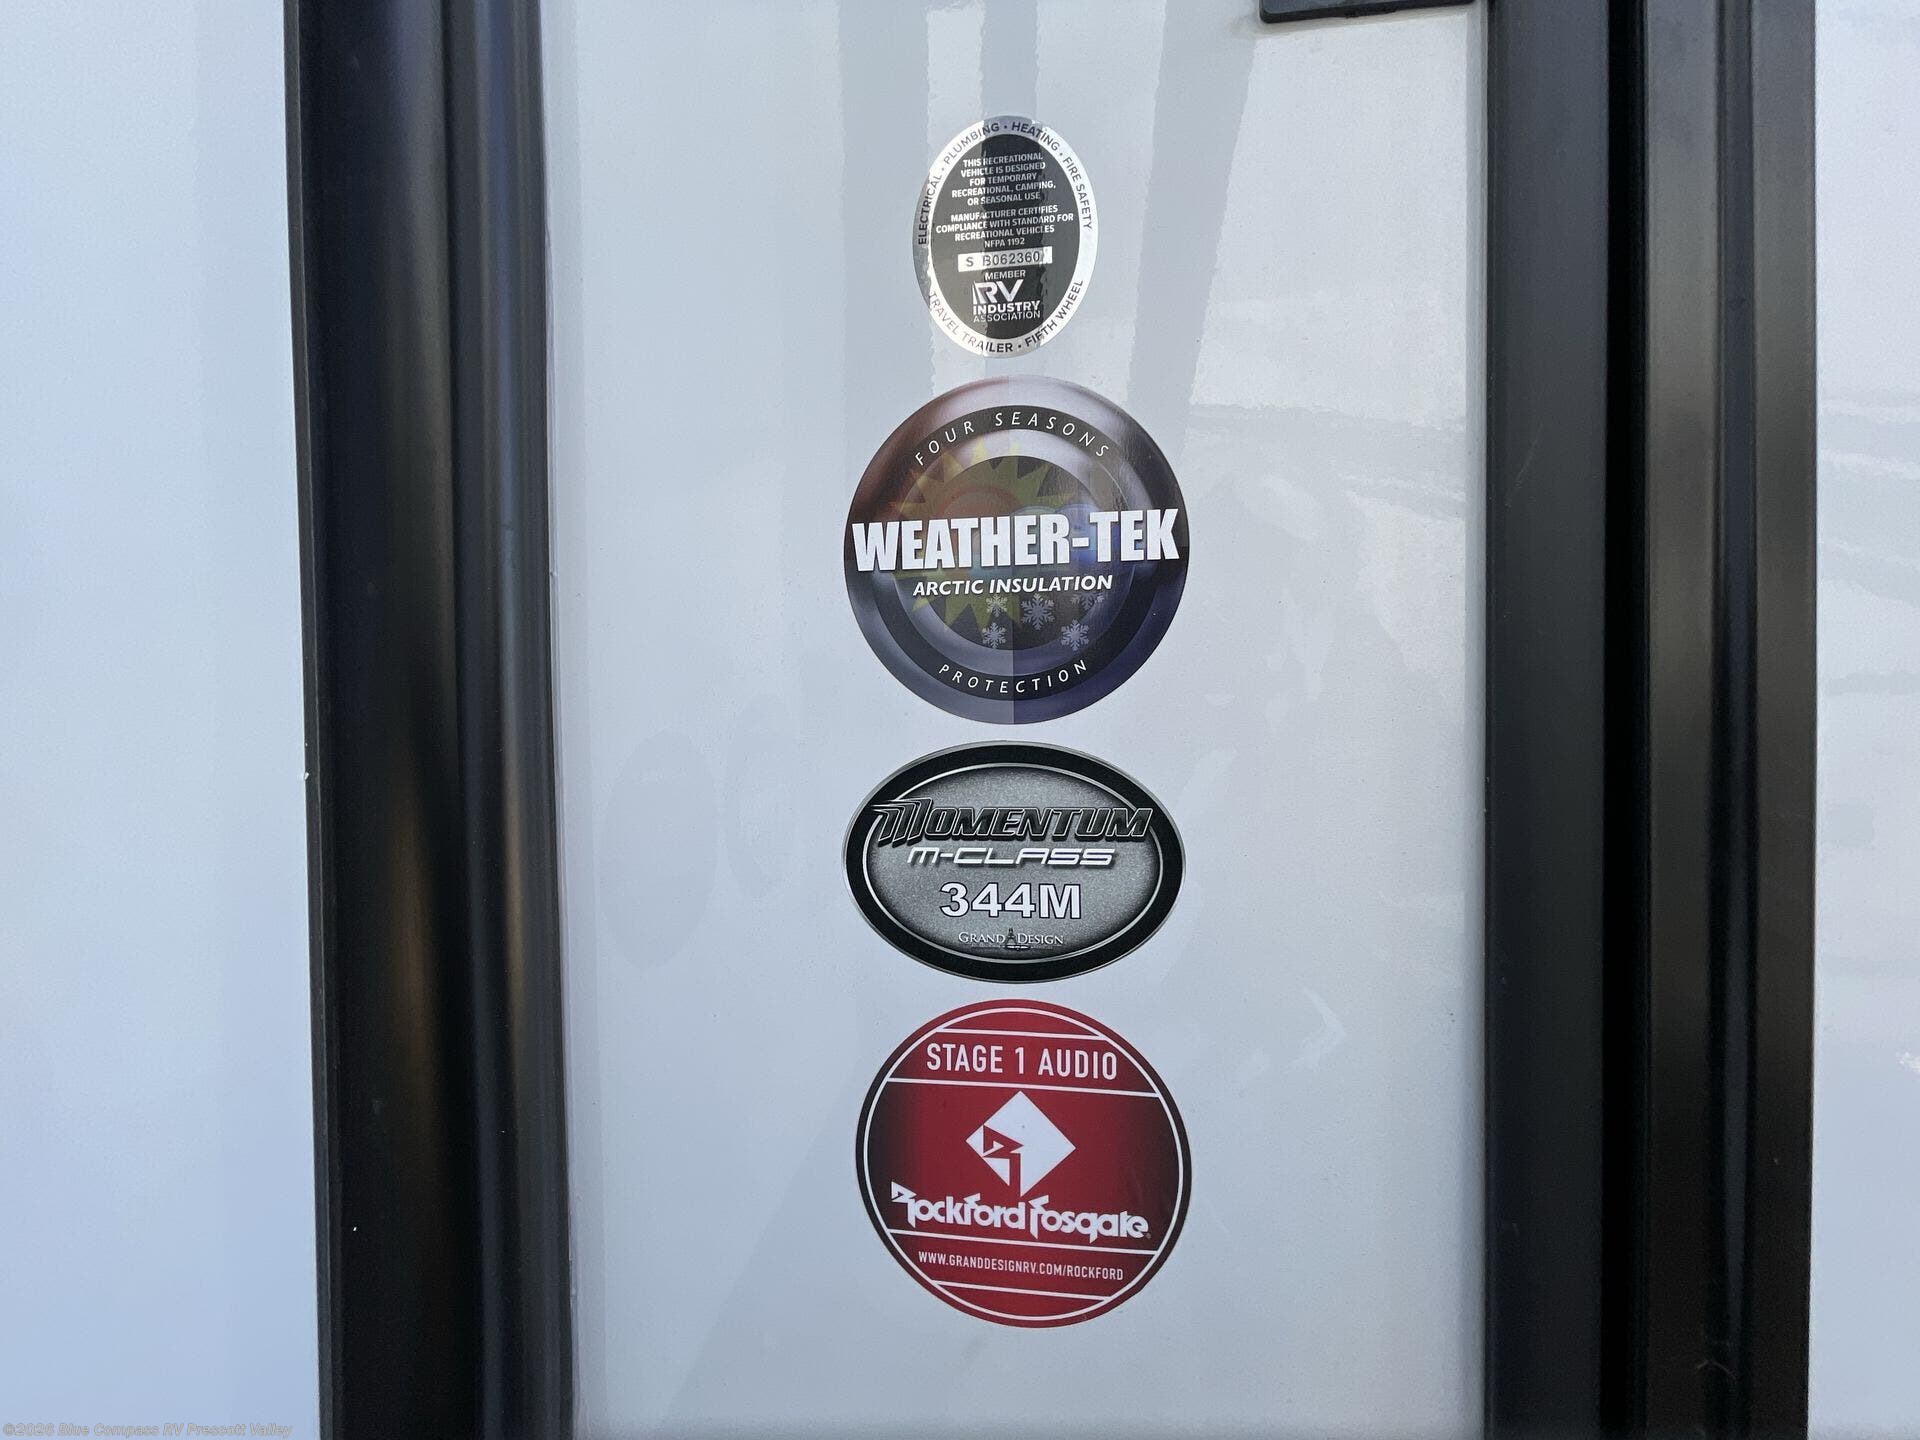 ELECTRICAL • PLUMBING • HEATING • FIRE SAFETY
THIS RECREATIONAL
VEHICLE IS DESIGNED
FOR TEMPORARY
RECREATIONAL, CAMPING,
OR SEASONAL USE
MANUFACTURER CERTIFIES
COMPLIANCE WITH STANDARD FOR
RECREATIONAL VEHICLES
NFPA 1192
S B062360
MEMBER
RV
INDUSTRY
ASSOCIATION
TRAVEL TRAILER • FIFTH WHEEL
FOUR SEASONS
WEATHER-TEK
ARCTIC INSULATION
PROTECTION
MOMENTUM
M-CLASS
344M
GRAND DESIGN
STAGE 1 AUDIO
Rockford Fosgate
WWW.GRANDDESIGNRV.COM/ROCKFORD
©2026 Blue Compass RV Prescott Valley